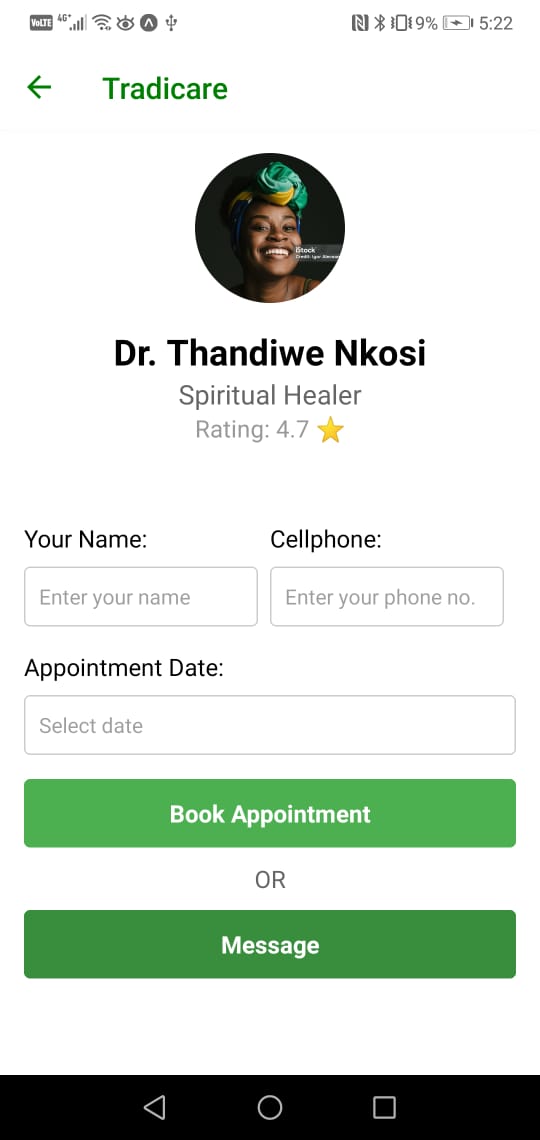 VoLTE 4G+ 9% 5:22
Tradicare
iStock
Credit: Igor Alecsander
Dr. Thandiwe Nkosi
Spiritual Healer
Rating: 4.7 ⭐
Your Name: Cellphone:
Enter your name Enter your phone no.
Appointment Date:
Select date
Book Appointment
OR
Message